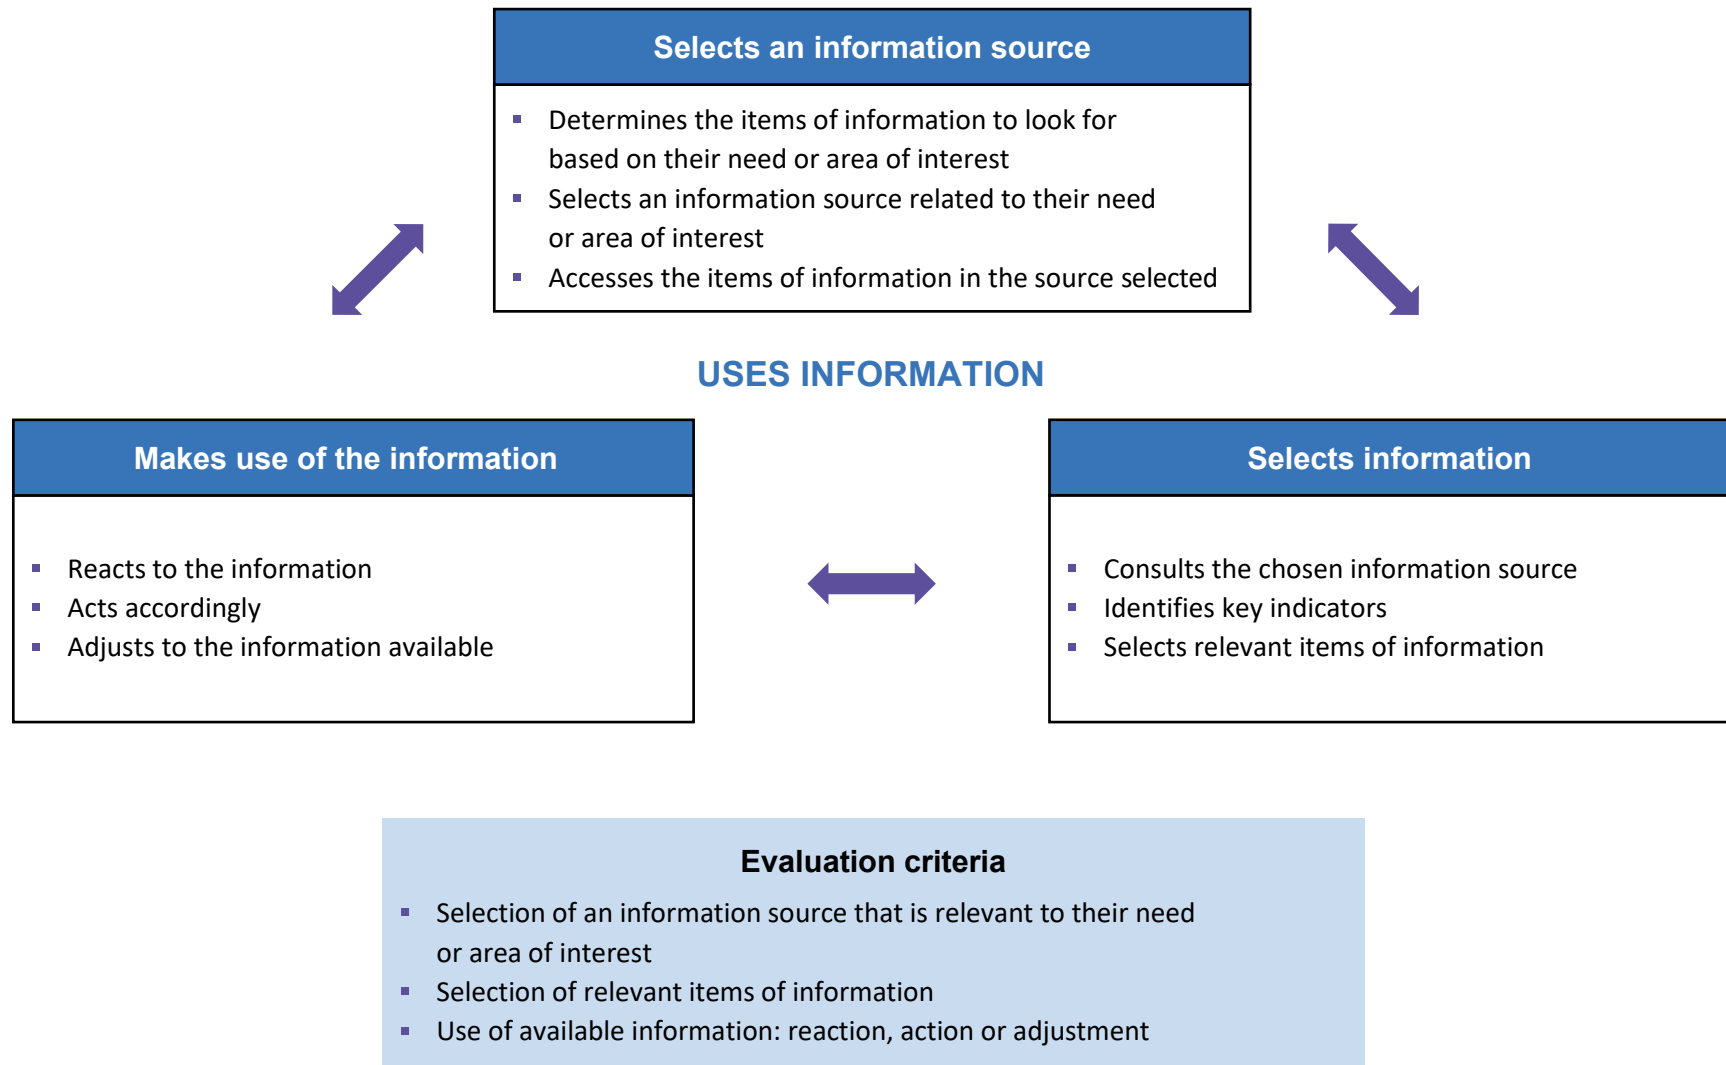 Selects an information source
▪ Determines the items of information to look for
based on their need or area of interest
▪ Selects an information source related to their need
or area of interest
▪ Accesses the items of information in the source selected
USES INFORMATION
Makes use of the information
▪ Reacts to the information
▪ Acts accordingly
▪ Adjusts to the information available
Selects information
▪ Consults the chosen information source
▪ Identifies key indicators
▪ Selects relevant items of information
Evaluation criteria
▪ Selection of an information source that is relevant to their need
or area of interest
▪ Selection of relevant items of information
▪ Use of available information: reaction, action or adjustment